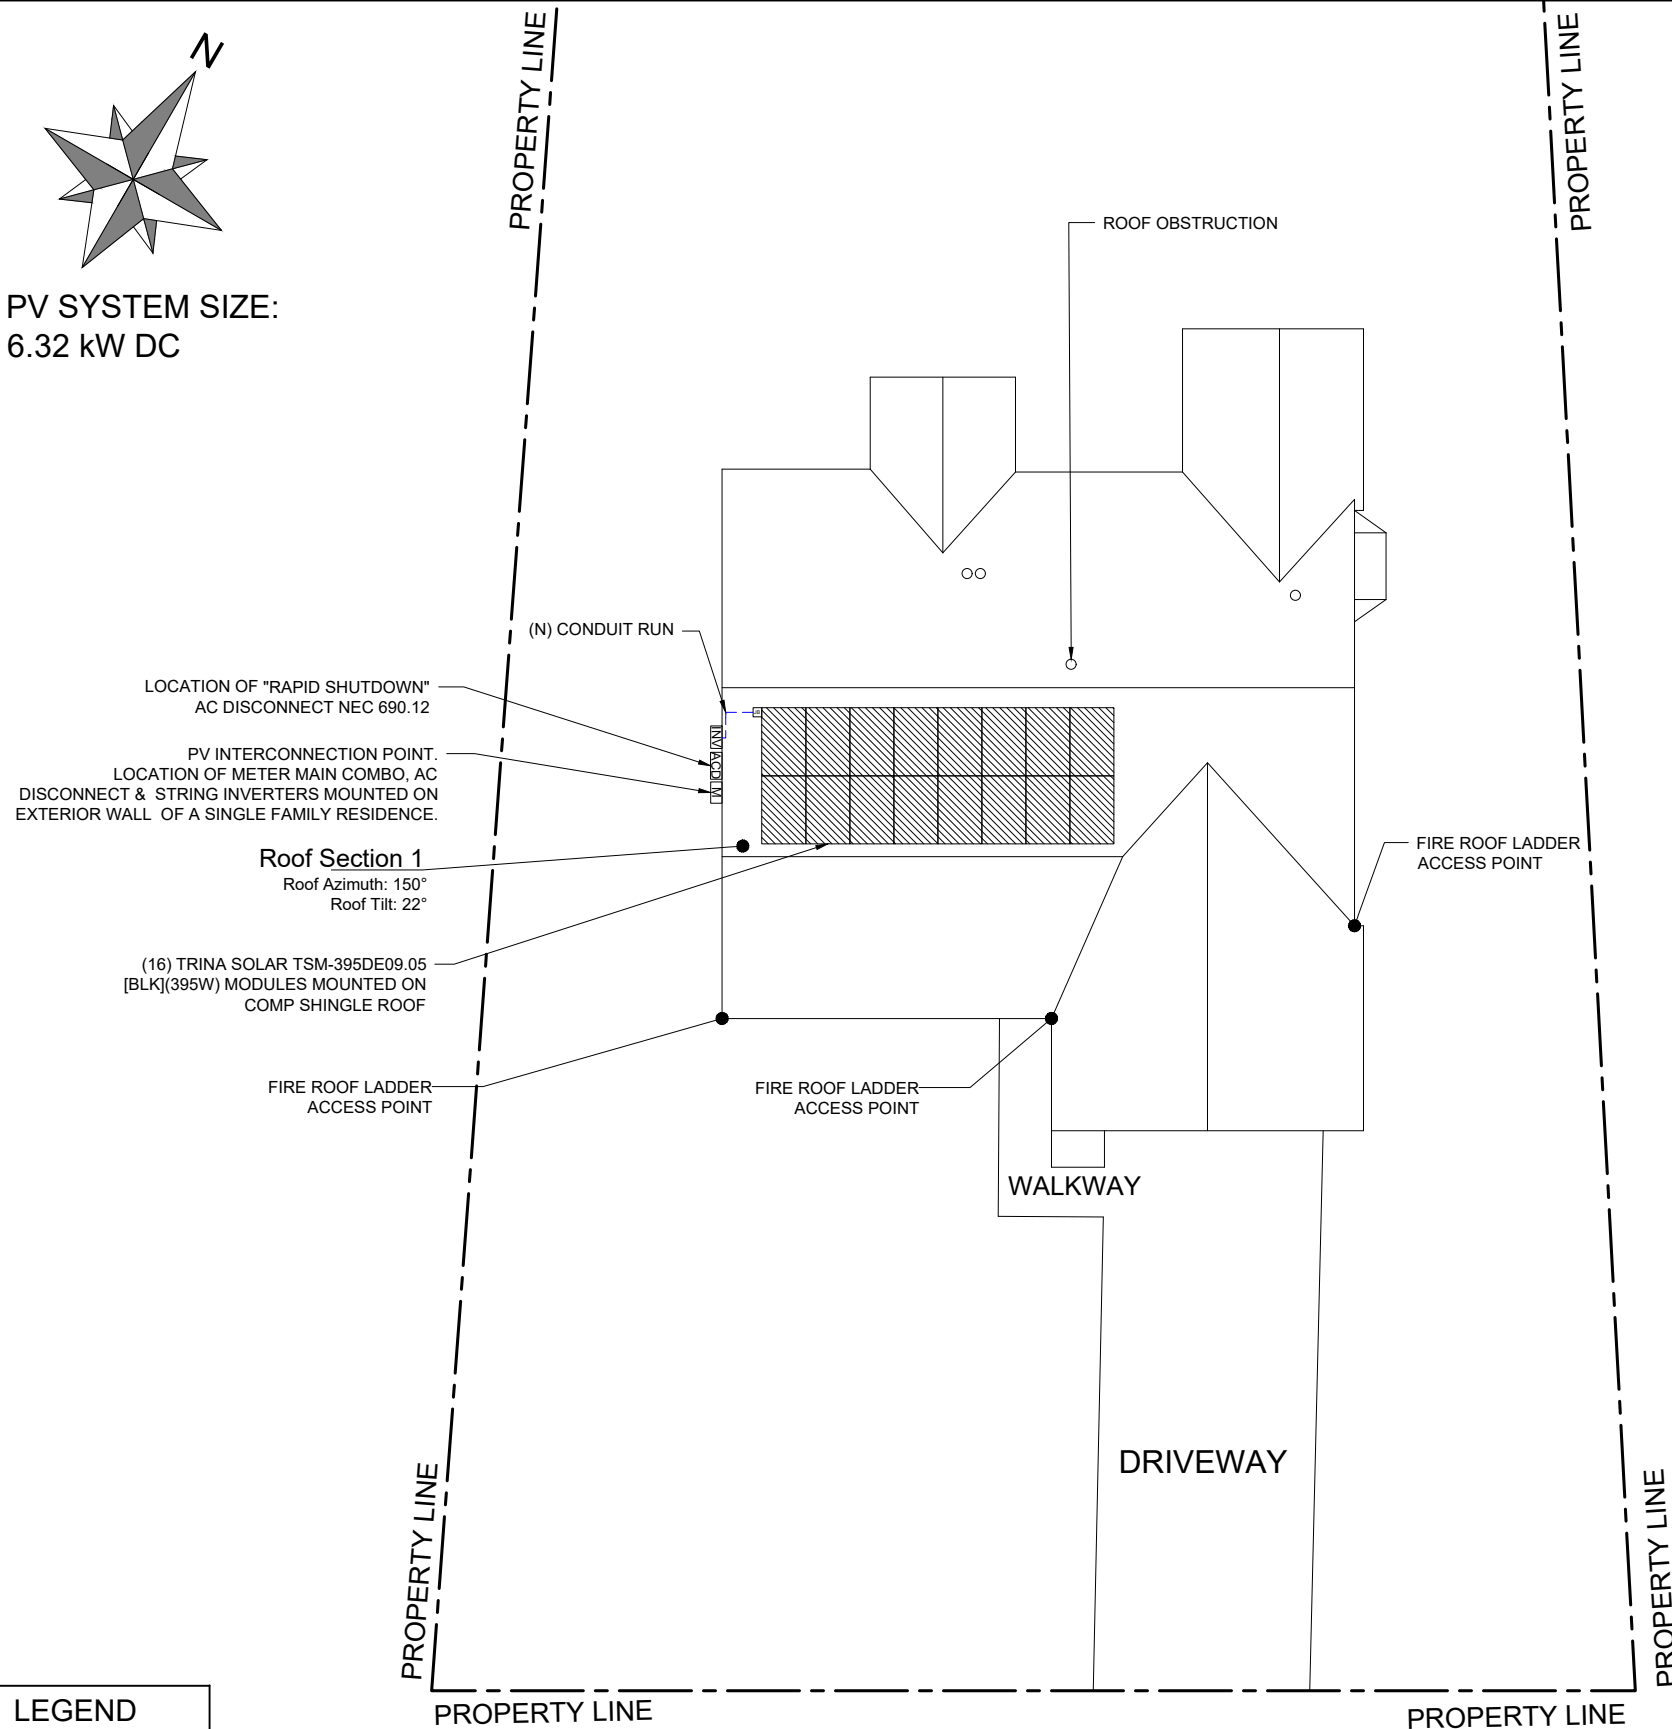 N
PROPERTY LINE
PROPERTY LINE
PV SYSTEM SIZE:
6.32 kW DC
ROOF OBSTRUCTION
(N) CONDUIT RUN
LOCATION OF "RAPID SHUTDOWN"
AC DISCONNECT NEC 690.12
PV INTERCONNECTION POINT.
LOCATION OF METER MAIN COMBO, AC
DISCONNECT & STRING INVERTERS MOUNTED ON
EXTERIOR WALL OF A SINGLE FAMILY RESIDENCE.
INV
ACD
M
Roof Section 1
Roof Azimuth: 150°
Roof Tilt: 22°
FIRE ROOF LADDER
ACCESS POINT
(16) TRINA SOLAR TSM-395DE09.05
[BLK](395W) MODULES MOUNTED ON
COMP SHINGLE ROOF
FIRE ROOF LADDER
ACCESS POINT
FIRE ROOF LADDER
ACCESS POINT
WALKWAY
DRIVEWAY
PROPERTY LINE
PROPERTY LINE
LEGEND
PROPERTY LINE
PROPERTY LINE